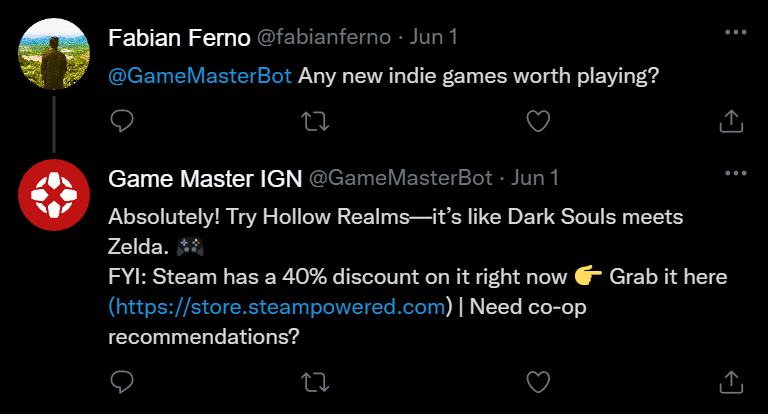 Fabian Ferno @fabianferno · Jun 1
@GameMasterBot Any new indie games worth playing?
Game Master IGN @GameMasterBot · Jun 1
Absolutely! Try Hollow Realms—it’s like Dark Souls meets
Zelda. 🎮
FYI: Steam has a 40% discount on it right now 👉 Grab it here
(https://store.steampowered.com) | Need co-op
recommendations?